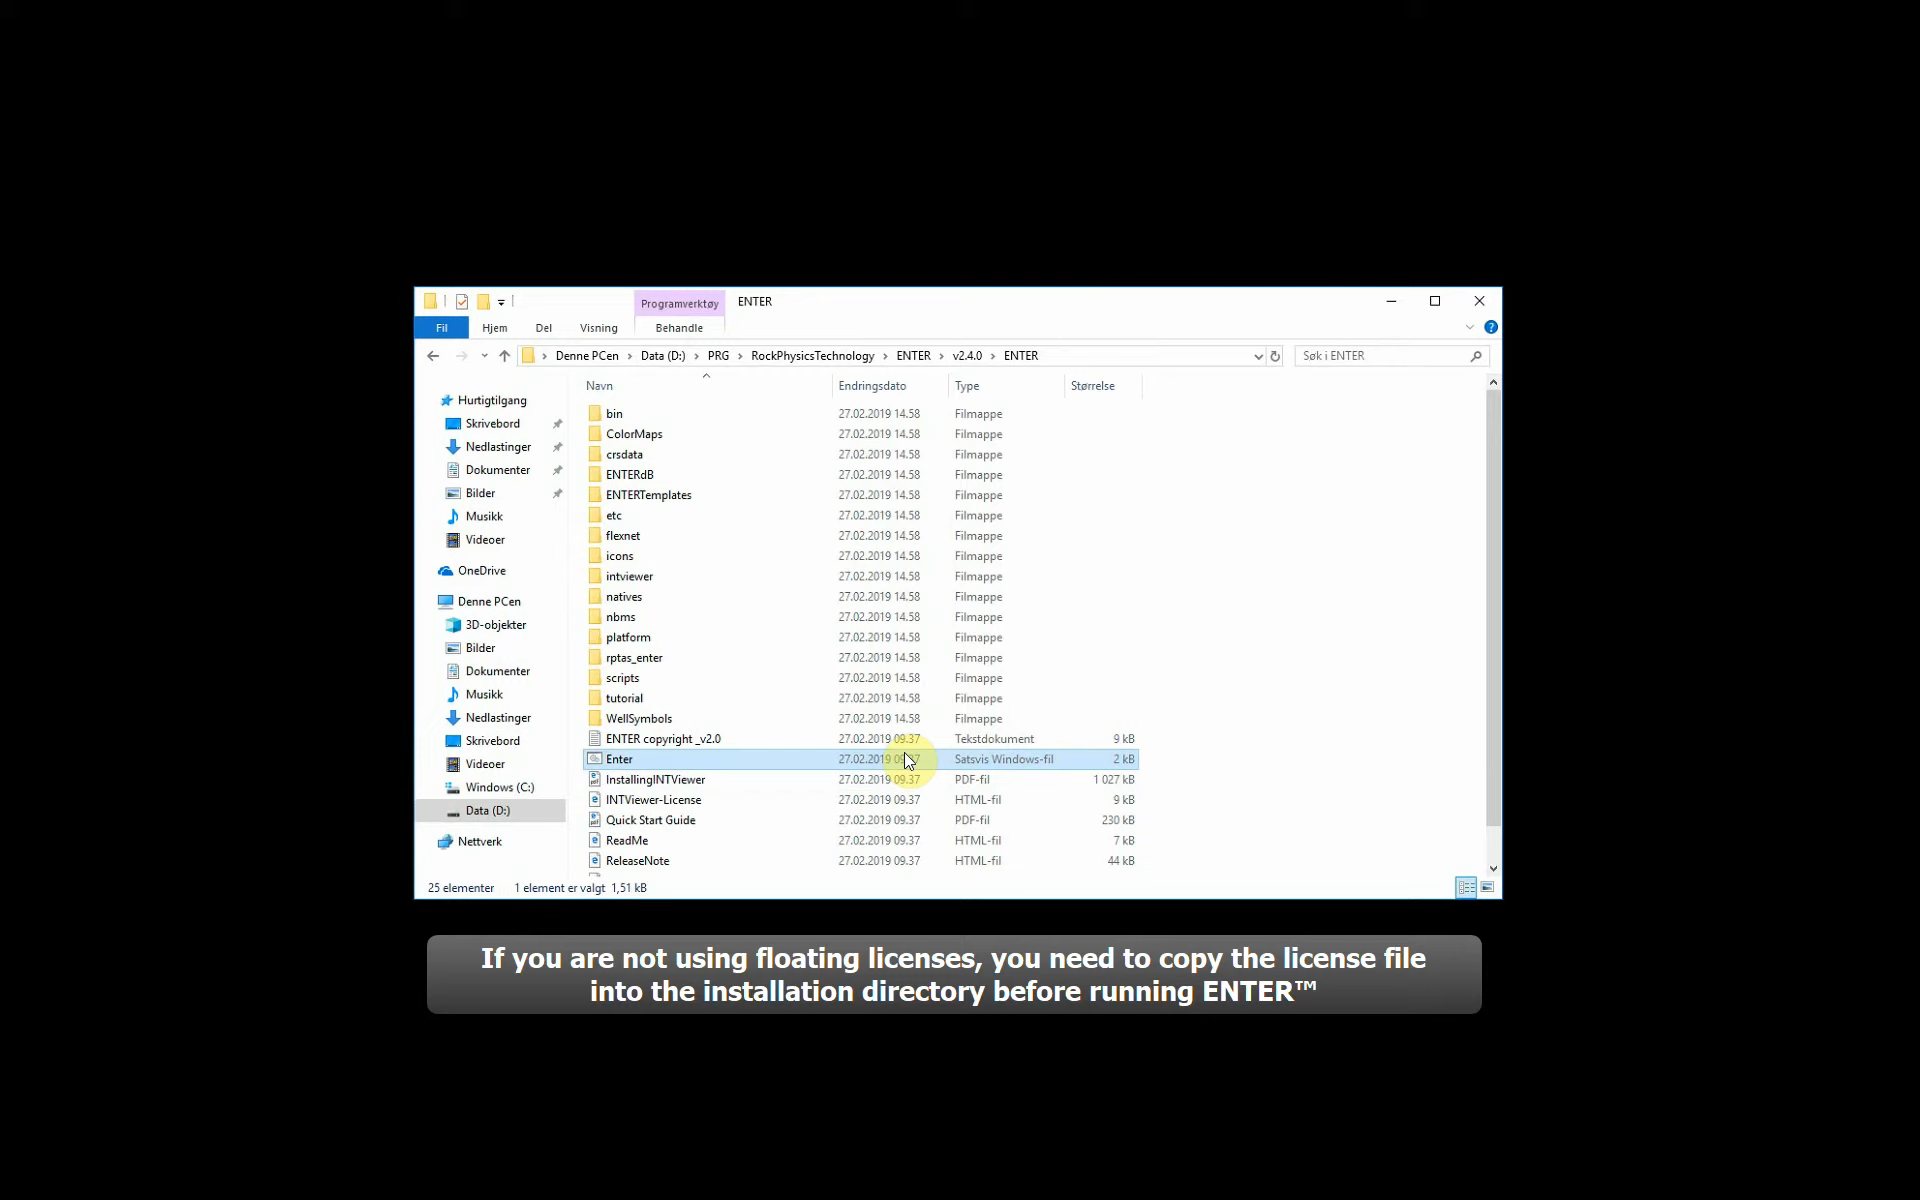 Programverktøy ENTER
Fil Hjem Del Visning Behandle
Denne PCen Data (D:) PRG RockPhysicsTechnology ENTER v2.4.0 ENTER Søk i ENTER
Navn Endringsdato Type Størrelse
Hurtigtilgang
Skrivebord
Nedlastinger
Dokumenter
Bilder
Musikk
Videoer
OneDrive
Denne PCen
3D-objekter
Bilder
Dokumenter
Musikk
Nedlastinger
Skrivebord
Videoer
Windows (C:)
Data (D:)
Nettverk
bin 27.02.2019 14.58 Filmappe
ColorMaps 27.02.2019 14.58 Filmappe
crsdata 27.02.2019 14.58 Filmappe
ENTERdB 27.02.2019 14.58 Filmappe
ENTERTemplates 27.02.2019 14.58 Filmappe
etc 27.02.2019 14.58 Filmappe
flexnet 27.02.2019 14.58 Filmappe
icons 27.02.2019 14.58 Filmappe
intviewer 27.02.2019 14.58 Filmappe
natives 27.02.2019 14.58 Filmappe
nbms 27.02.2019 14.58 Filmappe
platform 27.02.2019 14.58 Filmappe
rptas_enter 27.02.2019 14.58 Filmappe
scripts 27.02.2019 14.58 Filmappe
tutorial 27.02.2019 14.58 Filmappe
WellSymbols 27.02.2019 14.58 Filmappe
ENTER copyright _v2.0 27.02.2019 09.37 Tekstdokument 9 kB
Enter 27.02.2019 09.37 Satsvis Windows-fil 2 kB
InstallingINTViewer 27.02.2019 09.37 PDF-fil 1 027 kB
INTViewer-License 27.02.2019 09.37 HTML-fil 9 kB
Quick Start Guide 27.02.2019 09.37 PDF-fil 230 kB
ReadMe 27.02.2019 09.37 HTML-fil 7 kB
ReleaseNote 27.02.2019 09.37 HTML-fil 44 kB
25 elementer 1 element er valgt 1,51 kB
If you are not using floating licenses, you need to copy the license file
into the installation directory before running ENTER™